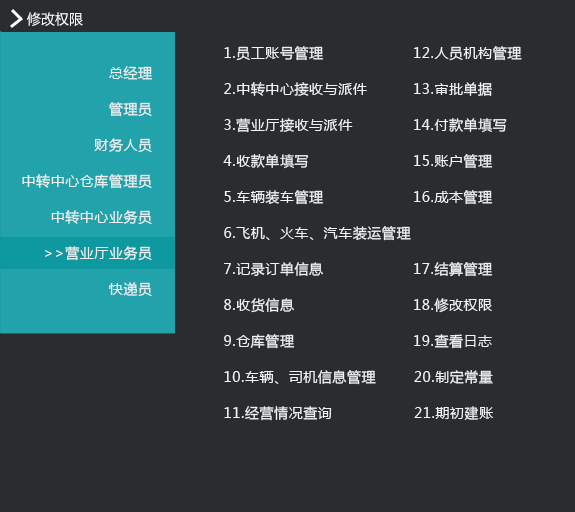 修改权限
总经理
管理员
财务人员
中转中心仓库管理员
中转中心业务员
>>营业厅业务员
快递员
1.员工账号管理
2.中转中心接收与派件
3.营业厅接收与派件
4.收款单填写
5.车辆装车管理
6.飞机、火车、汽车装运管理
7.记录订单信息
8.收货信息
9.仓库管理
10.车辆、司机信息管理
11.经营情况查询
12.人员机构管理
13.审批单据
14.付款单填写
15.账户管理
16.成本管理
17.结算管理
18.修改权限
19.查看日志
20.制定常量
21.期初建账